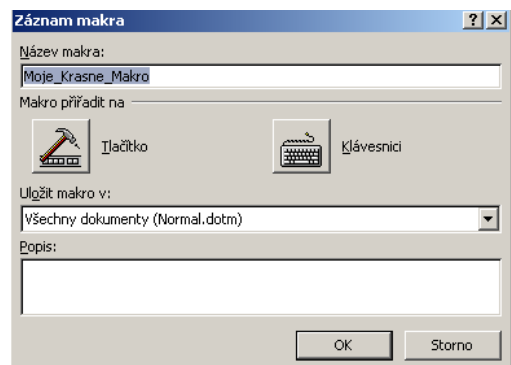 Záznam makra
Název makra:
Moje_Krasne_Makro
Makro přiřadit na
Tlačítko
Klávesnici
Uložit makro v:
Všechny dokumenty (Normal.dotm)
Popis:
OK
Storno